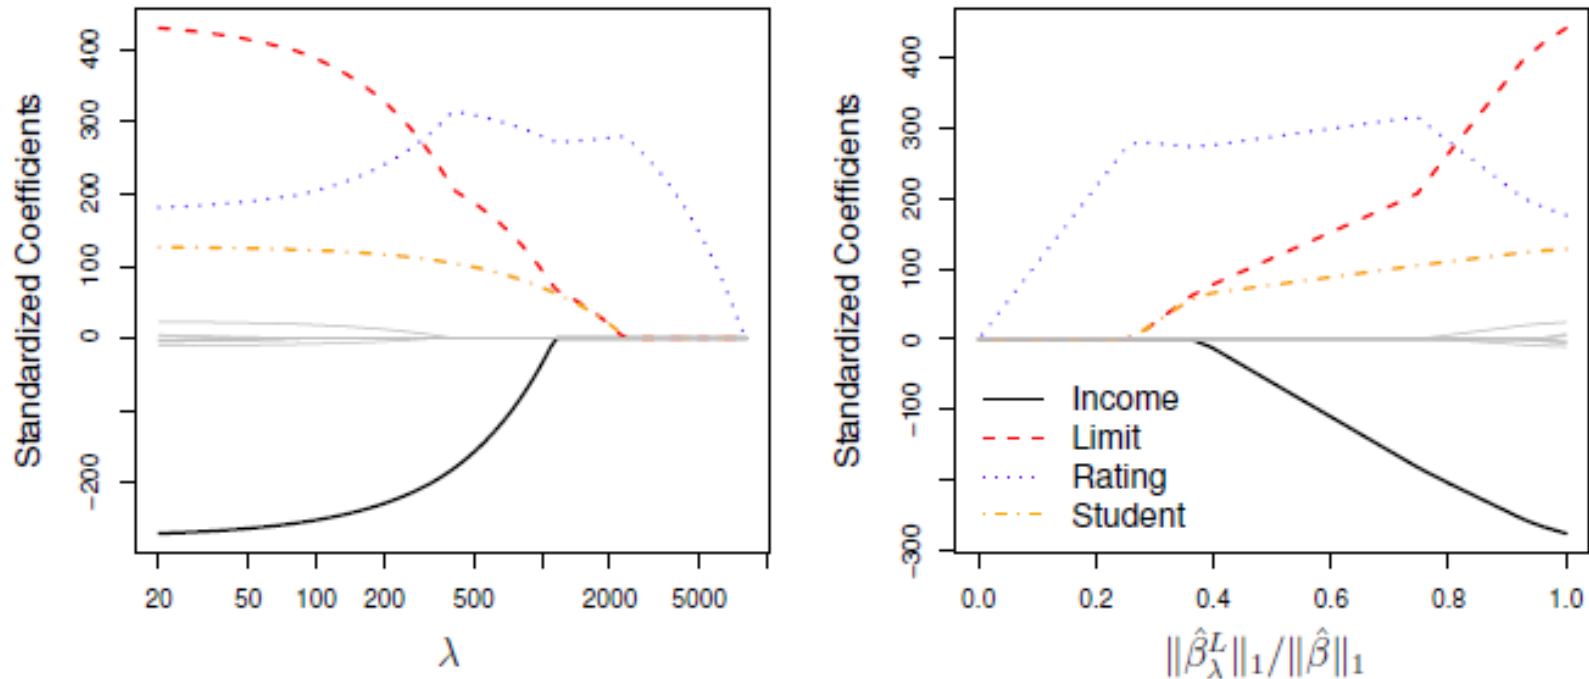 Standardized Coefficients
400
300
200
100
0
−200
20 50 100 200 500 2000 5000
λ
Standardized Coefficients
400
300
200
100
0
−100
−300
Income
Limit
Rating
Student
0.0 0.2 0.4 0.6 0.8 1.0
‖β̂ᴸ_λ‖₁/‖β̂‖₁